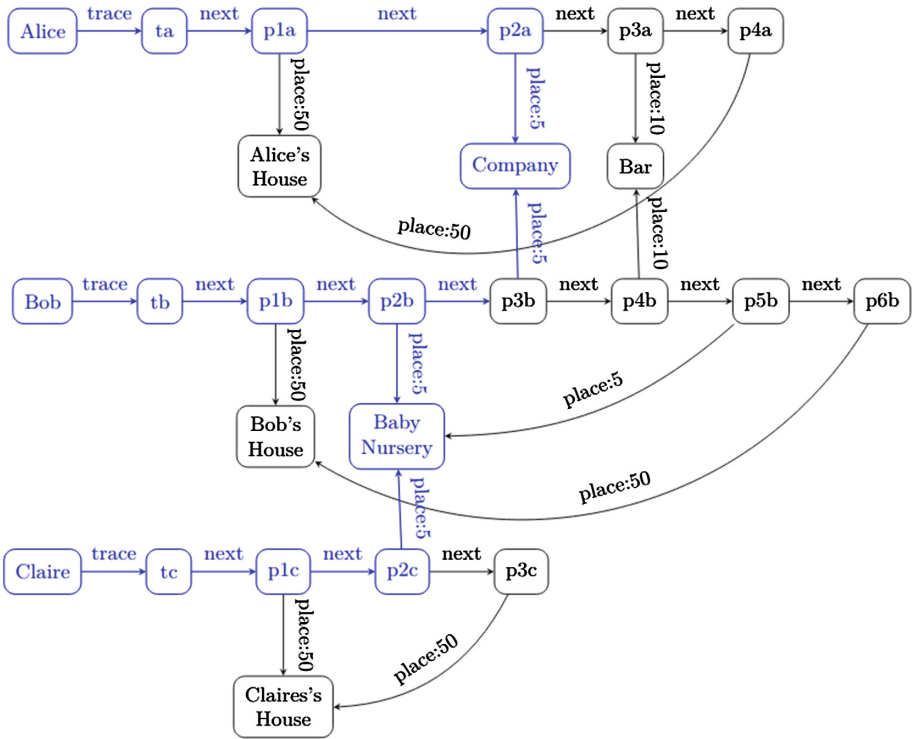 trace next next next next
Alice ta p1a p2a p3a p4a
place:50 place:5 place:10
Alice's
House
Company Bar
place:50
place:5 place:10
trace next next next next next next
Bob tb p1b p2b p3b p4b p5b p6b
place:50 place:5
place:5
Bob's
House
Baby
Nursery
place:50
place:5
trace next next next
Claire tc p1c p2c p3c
place:50
place:50
Claires's
House